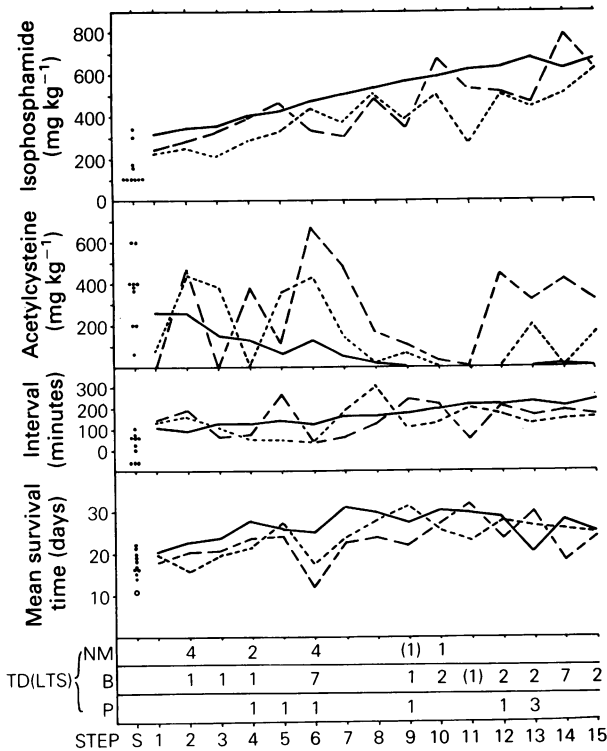 Isophosphamide
(mg kg⁻¹)
800
600
400
200
0
Acetylcysteine
(mg kg⁻¹)
600
400
200
Interval
(minutes)
300
200
100
0
Mean survival
time (days)
30
20
10
TD(LTS)
NM 4 2 4 (1) 1
B 1 1 1 7 1 2 (1) 2 2 7 2
P 1 1 1 1 1 3
STEP S 1 2 3 4 5 6 7 8 9 10 11 12 13 14 15